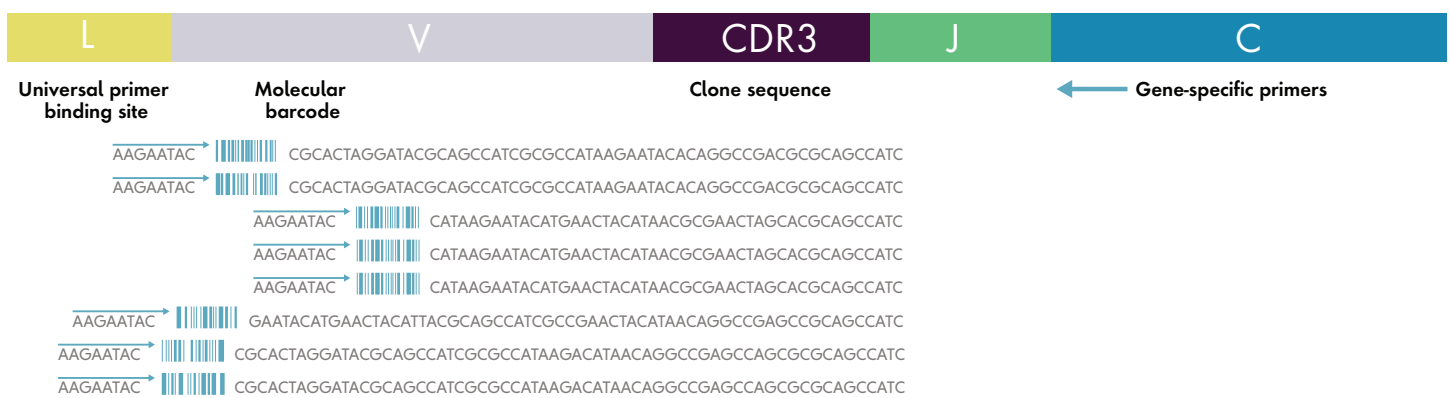 L V CDR3 J C
Universal primer binding site Molecular barcode Clone sequence Gene-specific primers
AAGAATAC CGCACTAGGATACGCAGCCATCGCGCCATAAGAATACACAGGCCGACGCGCAGCCATC
AAGAATAC CGCACTAGGATACGCAGCCATCGCGCCATAAGAATACACAGGCCGACGCGCAGCCATC
AAGAATAC CATAAGAATACATGAACTACATAACGCGAACTAGCACGCAGCCATC
AAGAATAC CATAAGAATACATGAACTACATAACGCGAACTAGCACGCAGCCATC
AAGAATAC CATAAGAATACATGAACTACATAACGCGAACTAGCACGCAGCCATC
AAGAATAC GAATACATGAACTACATTACGCAGCCATCGCCGAACTACATAACAGGCCGAGCCGCAGCCATC
AAGAATAC CGCACTAGGATACGCAGCCATCGCGCCATAAGACATAACAGGCCGAGCCAGCGCGCAGCCATC
AAGAATAC CGCACTAGGATACGCAGCCATCGCGCCATAAGACATAACAGGCCGAGCCAGCGCGCAGCCATC